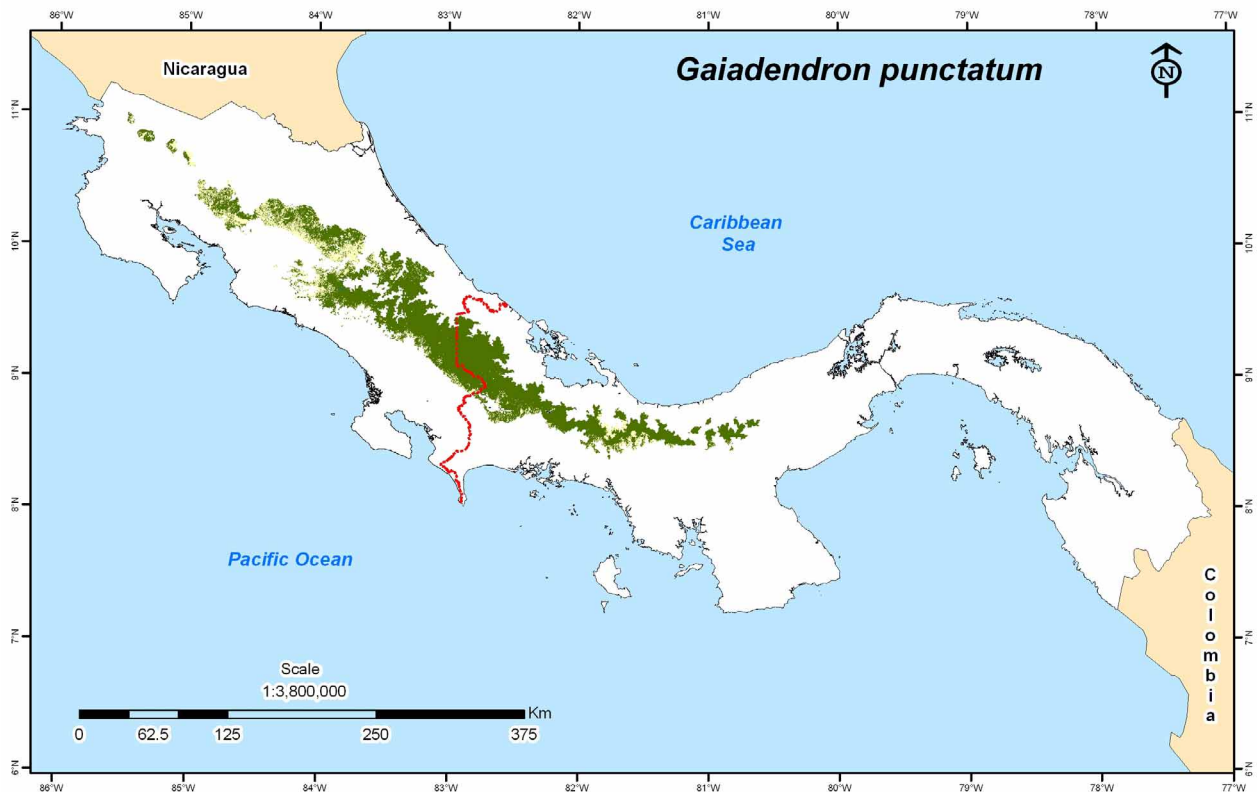 86°W 85°W 84°W 83°W 82°W 81°W 80°W 79°W 78°W 77°W
Nicaragua
Gaiadendron punctatum
N
11°N 11°N
Caribbean
Sea
10°N 10°N
9°N 9°N
8°N 8°N
Pacific Ocean
Colombia
7°N 7°N
Scale
1:3,800,000
Km
0 62.5 125 250 375
6°N 6°N
86°W 85°W 84°W 83°W 82°W 81°W 80°W 79°W 78°W 77°W